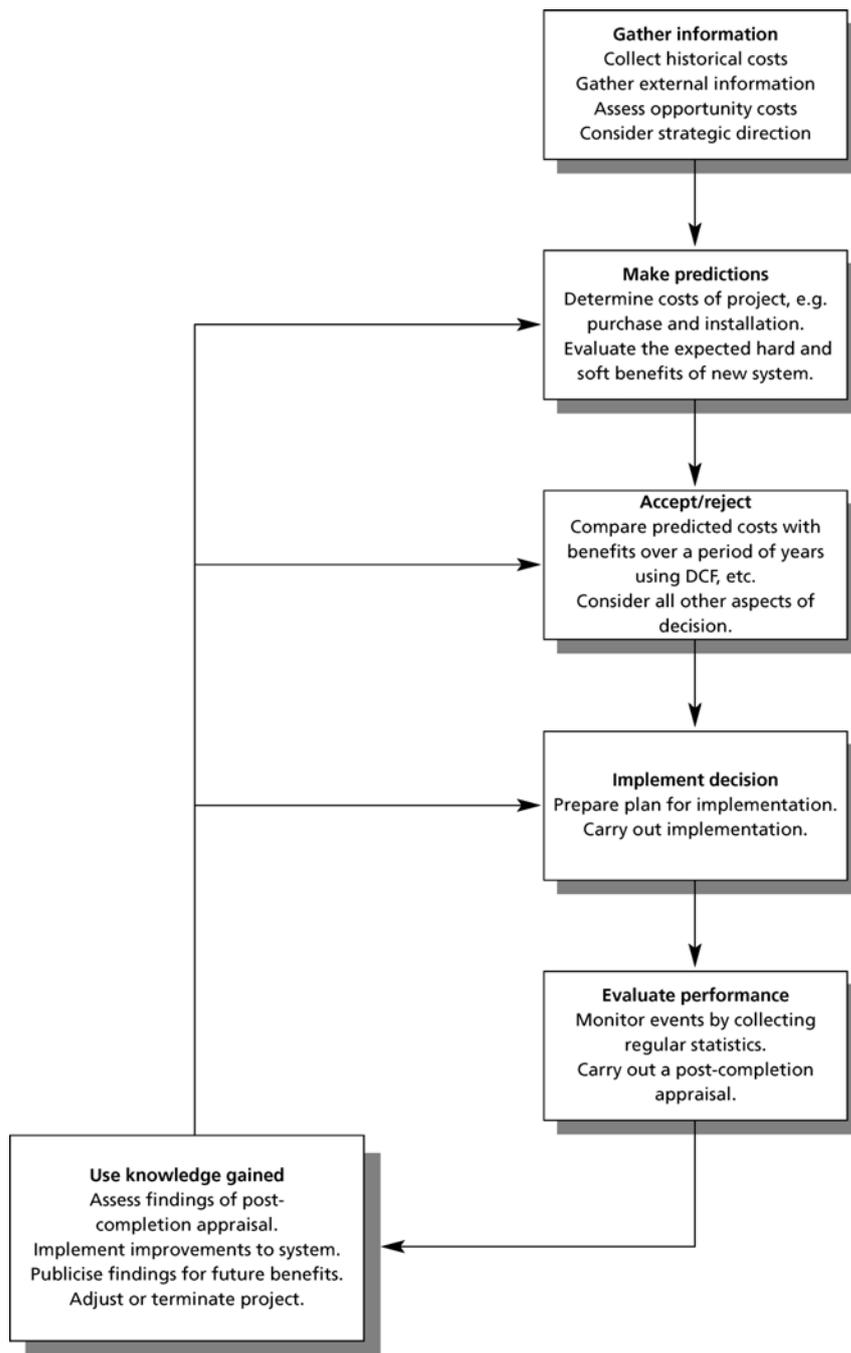 Gather information
Collect historical costs
Gather external information
Assess opportunity costs
Consider strategic direction
Make predictions
Determine costs of project, e.g.
purchase and installation.
Evaluate the expected hard and
soft benefits of new system.
Accept/reject
Compare predicted costs with
benefits over a period of years
using DCF, etc.
Consider all other aspects of
decision.
Implement decision
Prepare plan for implementation.
Carry out implementation.
Evaluate performance
Monitor events by collecting
regular statistics.
Carry out a post-completion
appraisal.
Use knowledge gained
Assess findings of post-
completion appraisal.
Implement improvements to system.
Publicise findings for future benefits.
Adjust or terminate project.